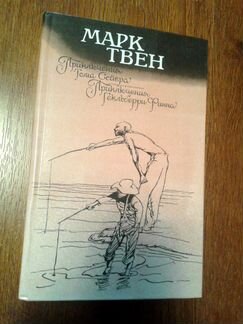 МАРК
ТВЕН
Приключения
Тома Сойера
Приключения
Гекльберри Финна